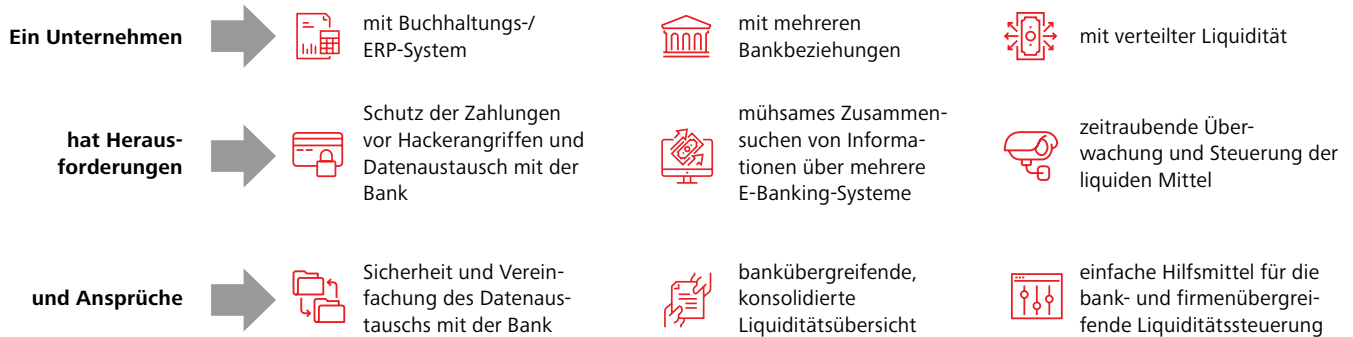 Ein Unternehmen
mit Buchhaltungs-/
ERP-System
mit mehreren
Bankbeziehungen
mit verteilter Liquidität
hat Heraus-
forderungen
Schutz der Zahlungen
vor Hackerangriffen und
Datenaustausch mit der
Bank
mühsames Zusammen-
suchen von Informa-
tionen über mehrere
E-Banking-Systeme
zeitraubende Über-
wachung und Steuerung der
liquiden Mittel
und Ansprüche
Sicherheit und Verein-
fachung des Datenaus-
tauschs mit der Bank
bankübergreifende,
konsolidierte
Liquiditätsübersicht
einfache Hilfsmittel für die
bank- und firmenübergrei-
fende Liquiditätssteuerung